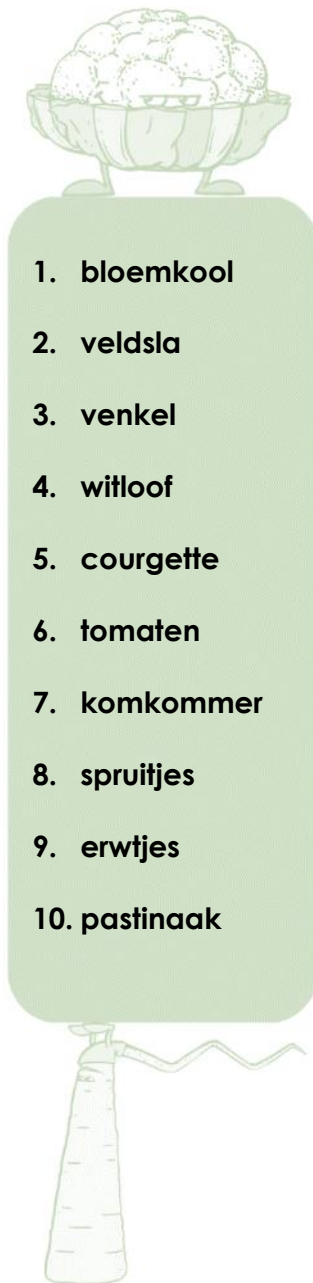 1. bloemkool
2. veldsla
3. venkel
4. witloof
5. courgette
6. tomaten
7. komkommer
8. spruitjes
9. erwtjes
10. pastinaak